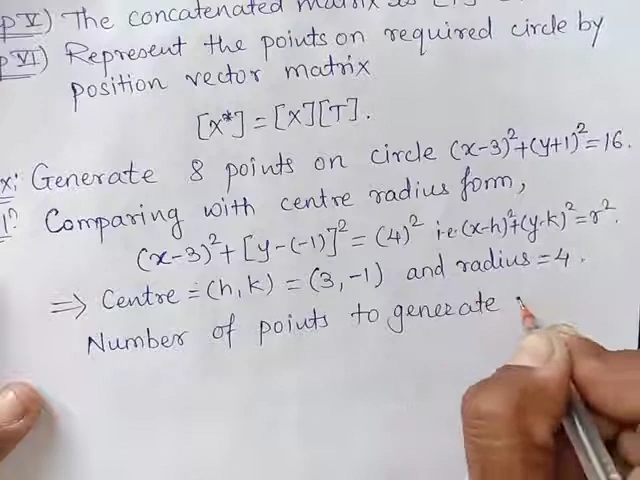 p V) The concatenated matrix is [T]
p VI) Represent the points on required circle by
position vector matrix
[X*] = [X][T].
x: Generate 8 points on circle (x-3)²+(y+1)²=16.
1? Comparing with centre radius form,
(x-3)² + [y-(-1)]² = (4)² i.e. (x-h)²+(y-k)²=r².
⇒ Centre = (h, k) = (3, -1) and radius = 4.
Number of points to generate